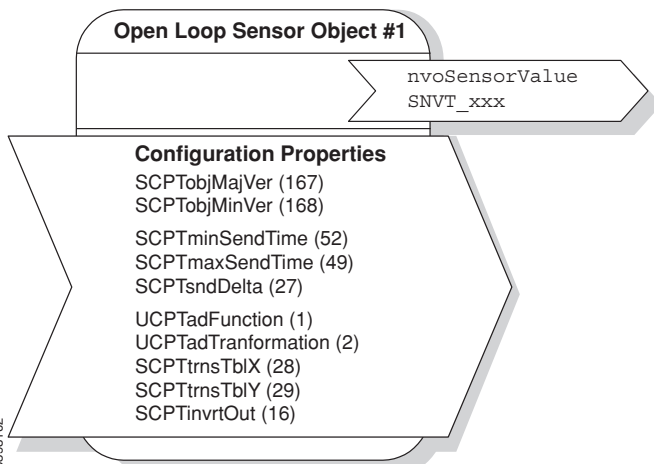 Open Loop Sensor Object #1
nvoSensorValue
SNVT_xxx
Configuration Properties
SCPTobjMajVer (167)
SCPTobjMinVer (168)
SCPTminSendTime (52)
SCPTmaxSendTime (49)
SCPTsndDelta (27)
UCPTadFunction (1)
UCPTadTranformation (2)
SCPTtrnsTblX (28)
SCPTtrnsTblY (29)
SCPTinvrtOut (16)